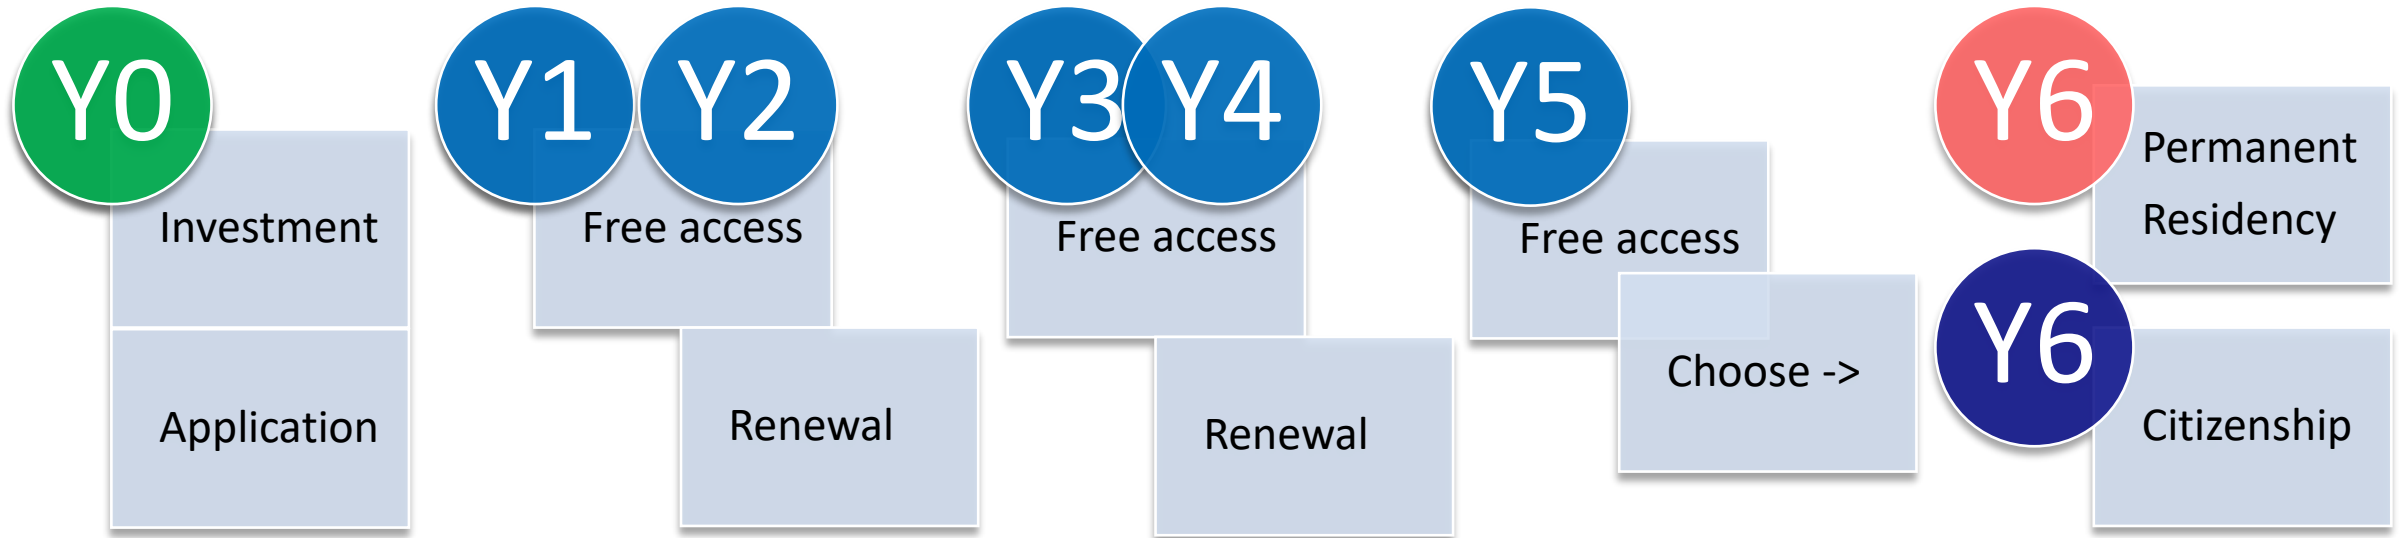 Y0
Investment
Application
Y1
Y2
Free access
Renewal
Y3
Y4
Free access
Renewal
Y5
Free access
Choose ->
Y6
Permanent
Residency
Y6
Citizenship